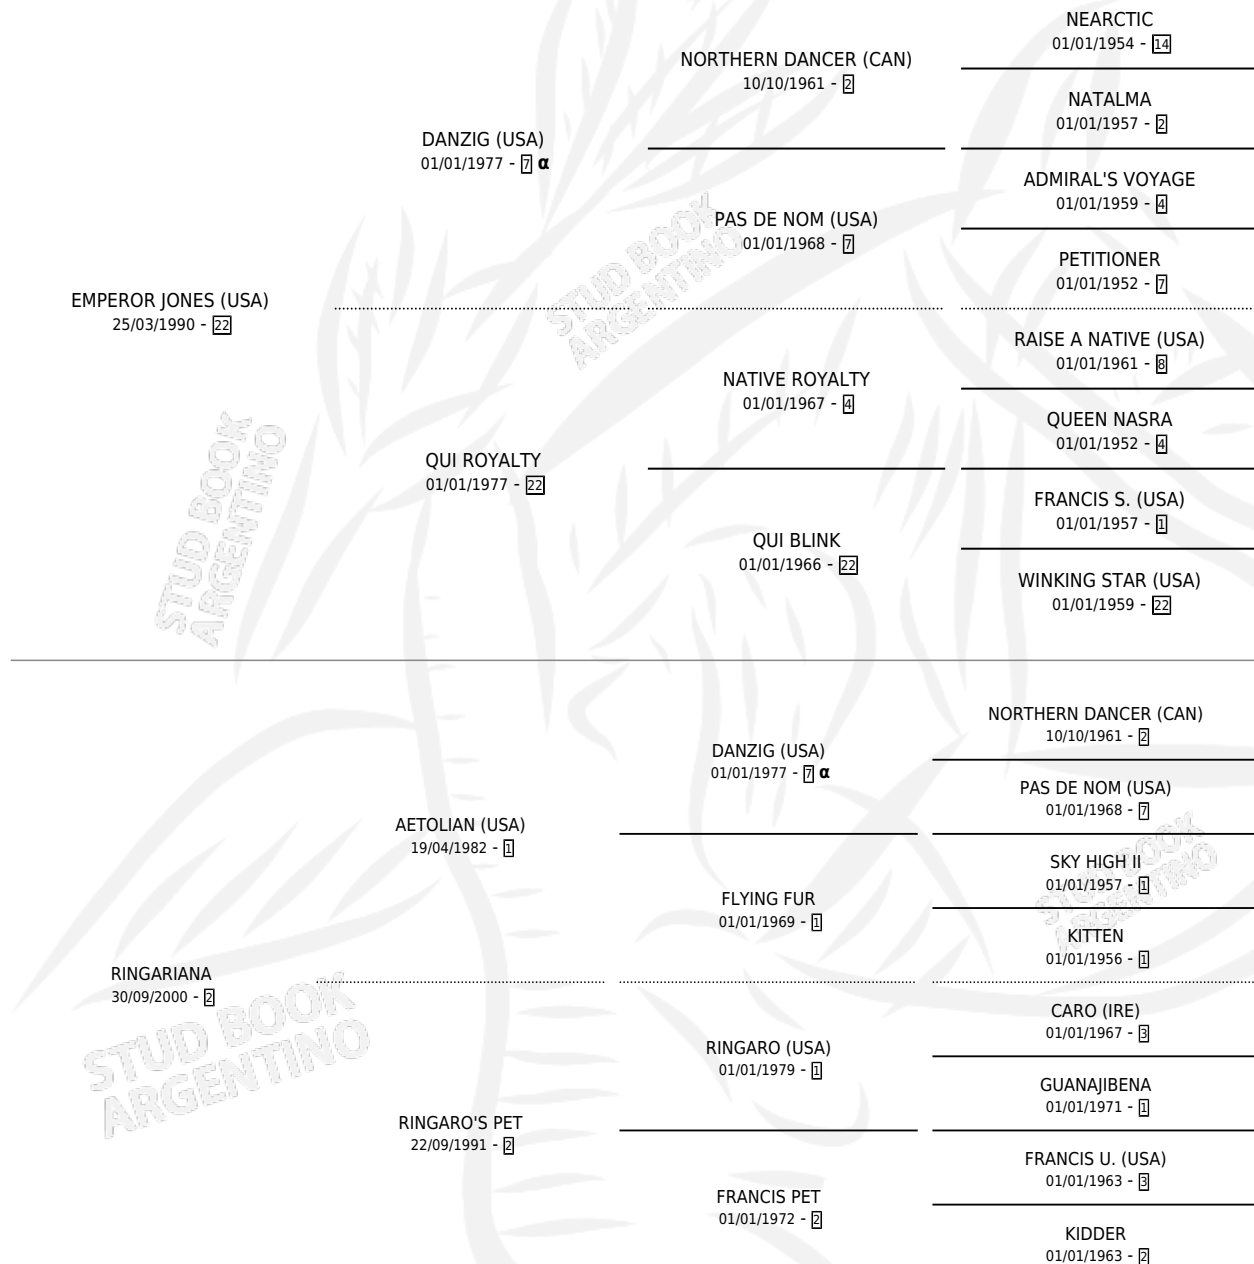 NEARCTIC
01/01/1954 - 14
NORTHERN DANCER (CAN)
10/10/1961 - 2
NATALMA
01/01/1957 - 2
DANZIG (USA)
01/01/1977 - 7 α
ADMIRAL'S VOYAGE
01/01/1959 - 4
PAS DE NOM (USA)
01/01/1968 - 7
PETITIONER
01/01/1952 - 7
EMPEROR JONES (USA)
25/03/1990 - 22
RAISE A NATIVE (USA)
01/01/1961 - 8
NATIVE ROYALTY
01/01/1967 - 4
QUEEN NASRA
01/01/1952 - 4
QUI ROYALTY
01/01/1977 - 22
FRANCIS S. (USA)
01/01/1957 - 1
QUI BLINK
01/01/1966 - 22
WINKING STAR (USA)
01/01/1959 - 22
NORTHERN DANCER (CAN)
10/10/1961 - 2
DANZIG (USA)
01/01/1977 - 7 α
PAS DE NOM (USA)
01/01/1968 - 7
AETOLIAN (USA)
19/04/1982 - 1
SKY HIGH II
01/01/1957 - 1
FLYING FUR
01/01/1969 - 1
KITTEN
01/01/1956 - 1
RINGARIANA
30/09/2000 - 2
CARO (IRE)
01/01/1967 - 3
RINGARO (USA)
01/01/1979 - 1
GUANAJIBENA
01/01/1971 - 1
RINGARO'S PET
22/09/1991 - 2
FRANCIS U. (USA)
01/01/1963 - 3
FRANCIS PET
01/01/1972 - 2
KIDDER
01/01/1963 - 2
STUD BOOK
ARGENTINO
STUD BOOK
ARGENTINO
STUD BOOK
ARGENTINO
STUD BOOK
ARGENTINO